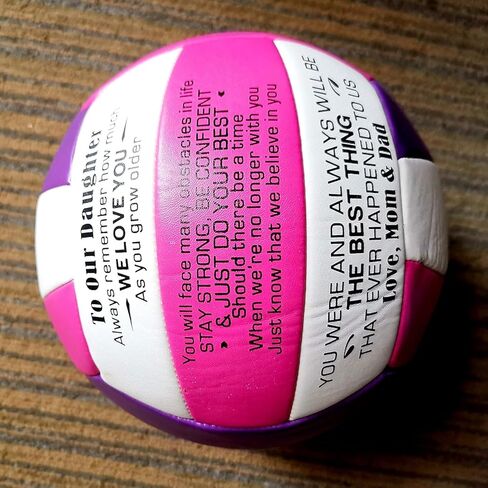 To Our Daughter
Always remember how much
WE LOVE YOU
As you grow older
You will face many obstacles in life
STAY STRONG, BE CONFIDENT
& JUST DO YOUR BEST
Should there be a time
When we're no longer with you
Just know that we believe in you
YOU WERE AND ALWAYS WILL BE
THE BEST THING
THAT EVER HAPPENED TO US
Love, Mom & Dad